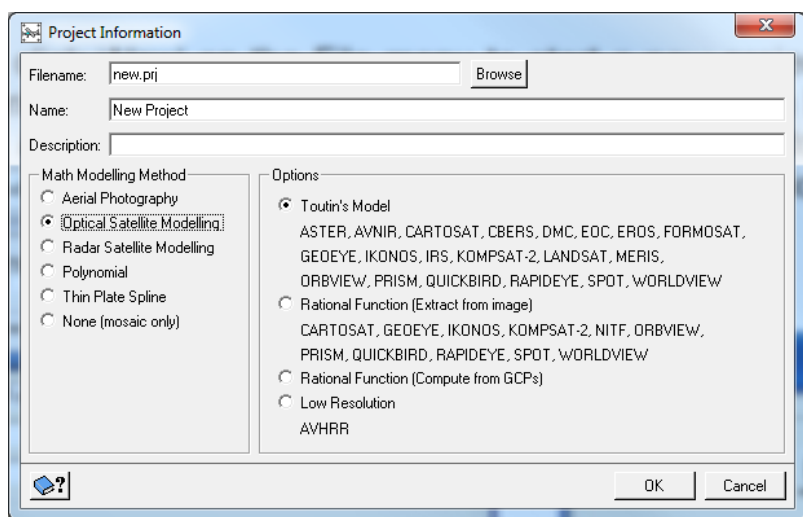 Project Information
Filename: new.prj Browse
Name: New Project
Description:
Math Modelling Method
Aerial Photography
Optical Satellite Modelling
Radar Satellite Modelling
Polynomial
Thin Plate Spline
None (mosaic only)
Options
Toutin's Model
ASTER, AVNIR, CARTOSAT, CBERS, DMC, EOC, EROS, FORMOSAT,
GEOEYE, IKONOS, IRS, KOMPSAT-2, LANDSAT, MERIS,
ORBVIEW, PRISM, QUICKBIRD, RAPIDEYE, SPOT, WORLDVIEW
Rational Function (Extract from image)
CARTOSAT, GEOEYE, IKONOS, KOMPSAT-2, NITF, ORBVIEW,
PRISM, QUICKBIRD, RAPIDEYE, SPOT, WORLDVIEW
Rational Function (Compute from GCPs)
Low Resolution
AVHRR
? OK Cancel